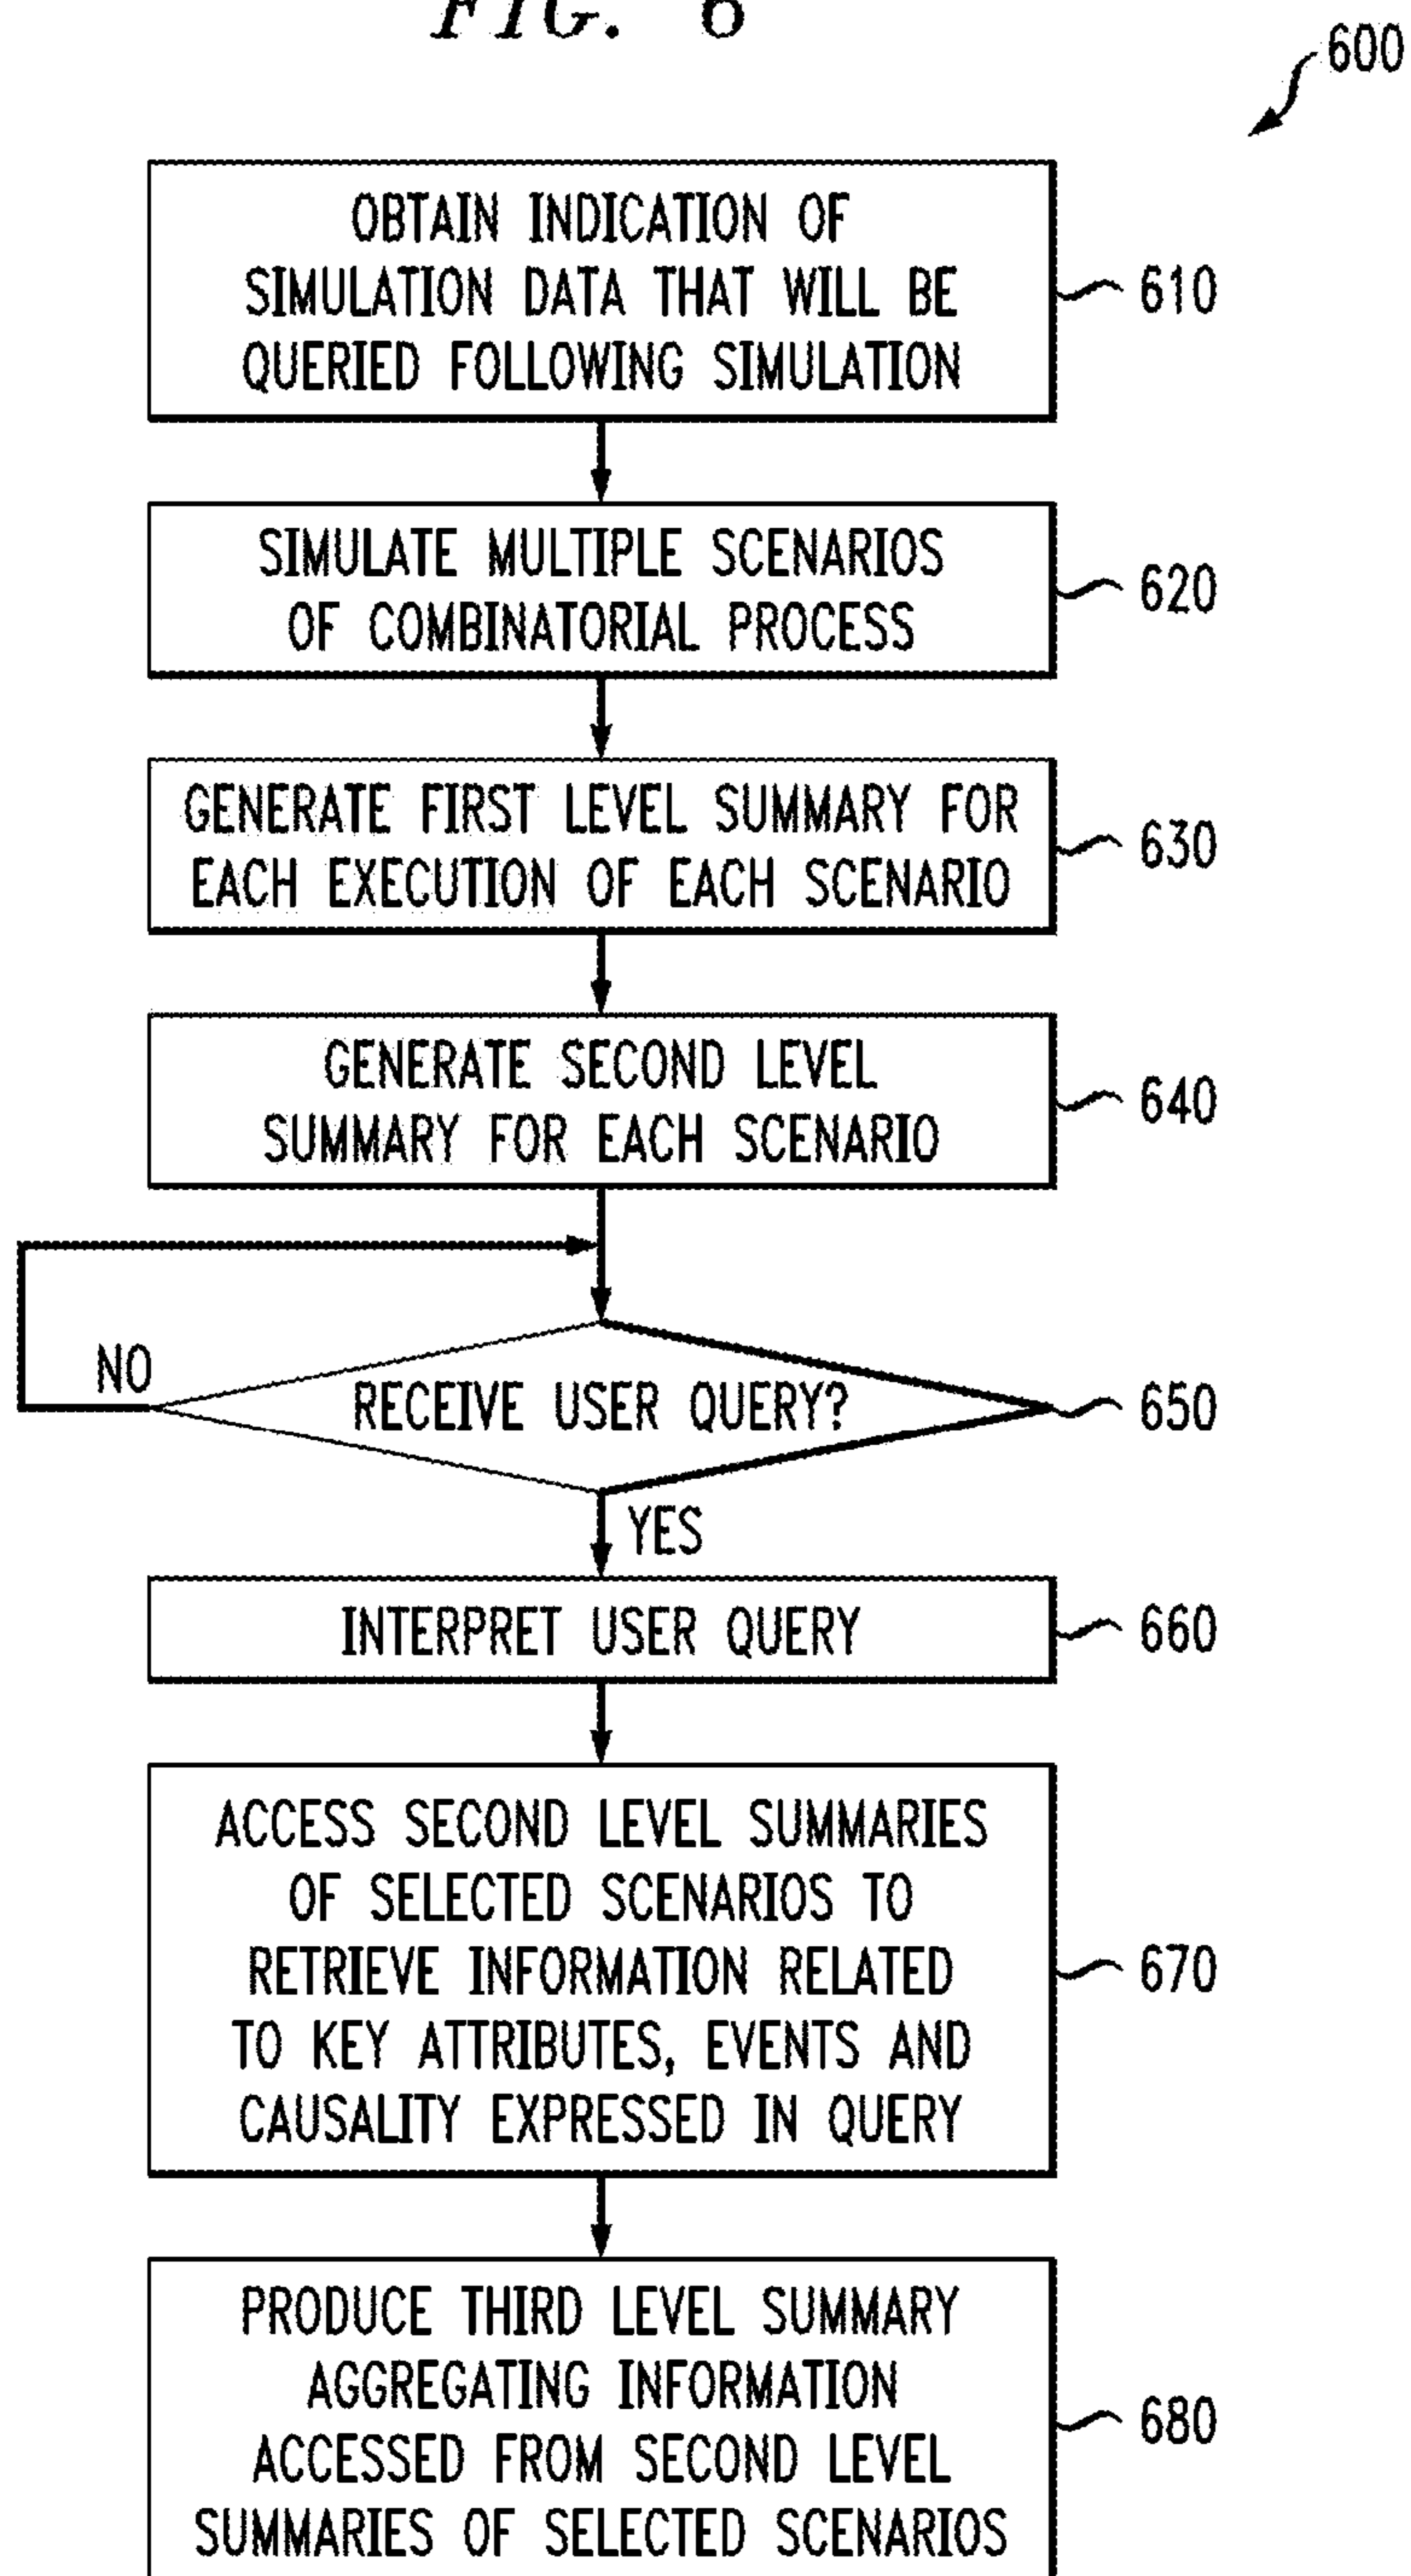 FIG. 6
600
OBTAIN INDICATION OF
SIMULATION DATA THAT WILL BE
QUERIED FOLLOWING SIMULATION
610
SIMULATE MULTIPLE SCENARIOS
OF COMBINATORIAL PROCESS
620
GENERATE FIRST LEVEL SUMMARY FOR
EACH EXECUTION OF EACH SCENARIO
630
GENERATE SECOND LEVEL
SUMMARY FOR EACH SCENARIO
640
NO
RECEIVE USER QUERY?
650
YES
INTERPRET USER QUERY
660
ACCESS SECOND LEVEL SUMMARIES
OF SELECTED SCENARIOS TO
RETRIEVE INFORMATION RELATED
TO KEY ATTRIBUTES, EVENTS AND
CAUSALITY EXPRESSED IN QUERY
670
PRODUCE THIRD LEVEL SUMMARY
AGGREGATING INFORMATION
ACCESSED FROM SECOND LEVEL
SUMMARIES OF SELECTED SCENARIOS
680